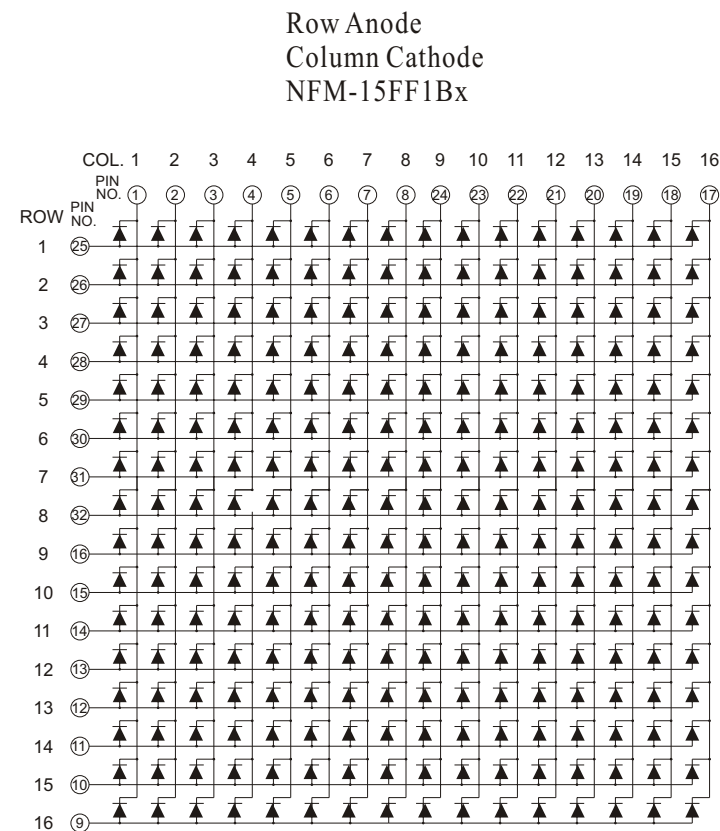 Row Anode
Column Cathode
NFM-15FF1Bx
COL. 1 2 3 4 5 6 7 8 9 10 11 12 13 14 15 16
PIN
NO. 1 2 3 4 5 6 7 8 24 23 22 21 20 19 18 17
ROW PIN
NO.
1 25
2 26
3 27
4 28
5 29
6 30
7 31
8 32
9 16
10 15
11 14
12 13
13 12
14 11
15 10
16 9